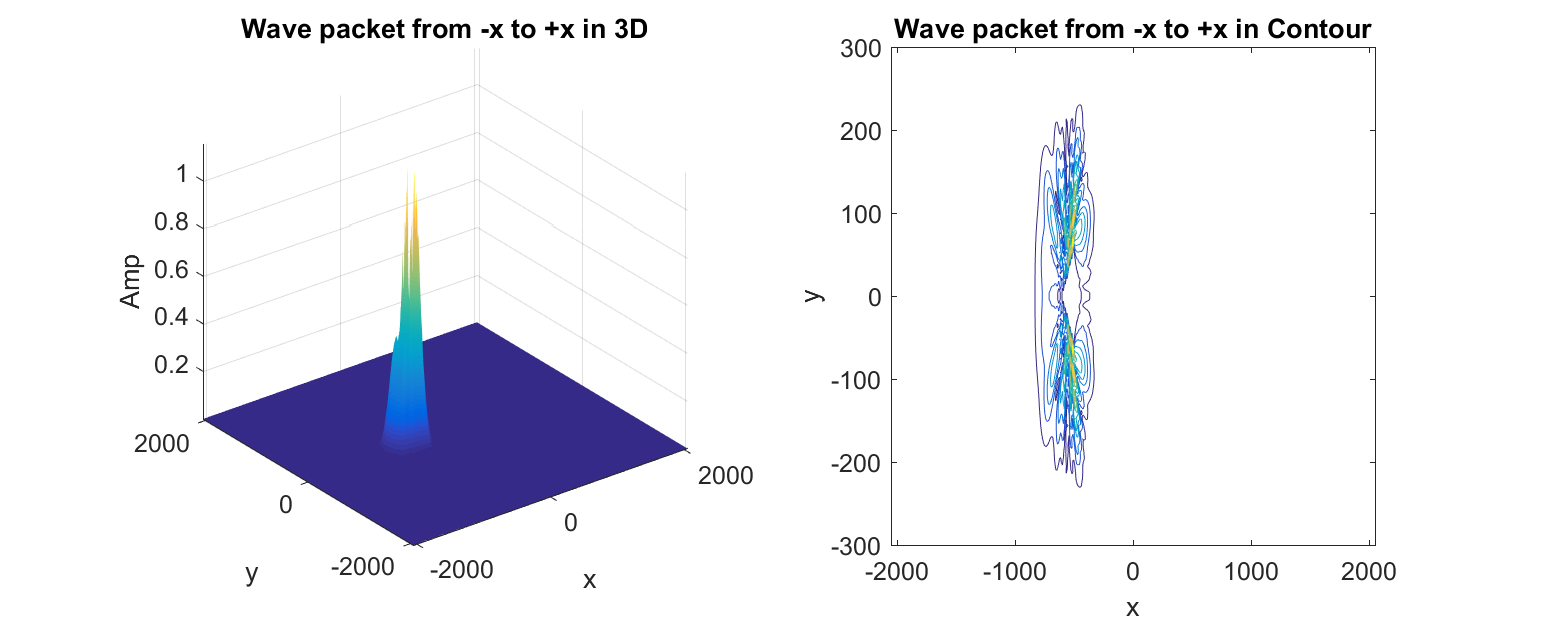 Wave packet from -x to +x in 3D
1
0.8
0.6
0.4
0.2
Amp
2000
0
-2000
y
-2000
0
2000
x
Wave packet from -x to +x in Contour
300
200
100
0
-100
-200
-300
y
-2000 -1000 0 1000 2000
x